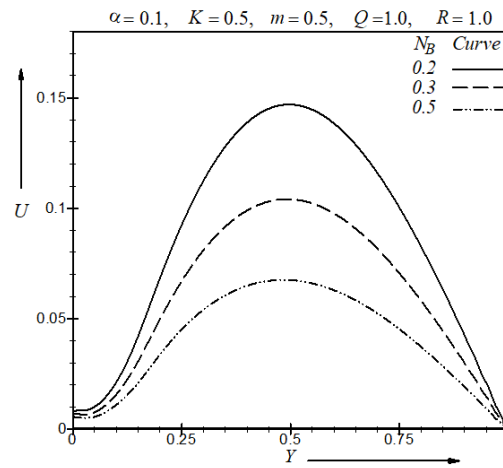 α = 0.1, K = 0.5, m = 0.5, Q = 1.0, R = 1.0
N_B Curve
0.2
0.3
0.5
0.15
0.1
U
0.05
0
0 0.25 0.5 0.75
Y